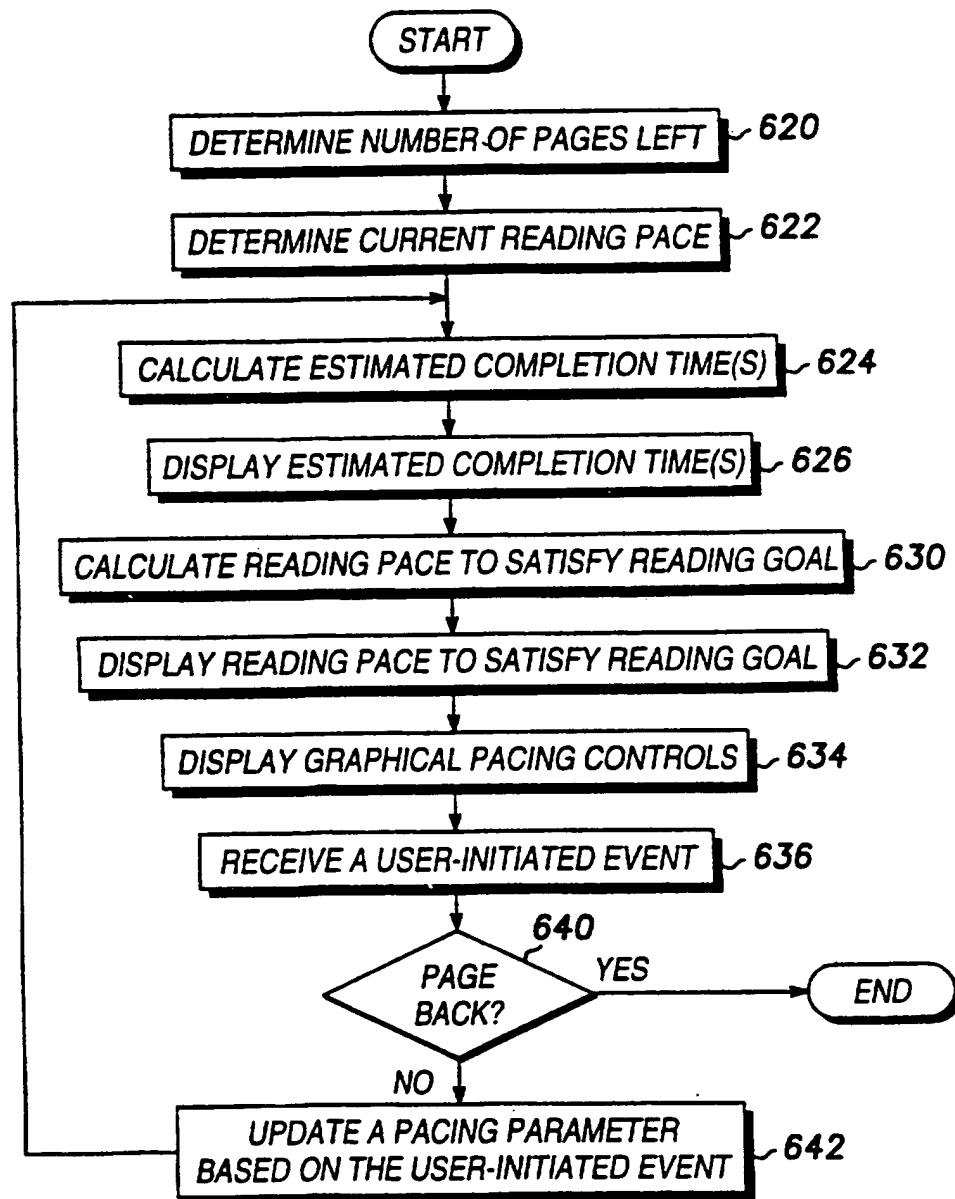 START
DETERMINE NUMBER OF PAGES LEFT 620
DETERMINE CURRENT READING PACE 622
CALCULATE ESTIMATED COMPLETION TIME(S) 624
DISPLAY ESTIMATED COMPLETION TIME(S) 626
CALCULATE READING PACE TO SATISFY READING GOAL 630
DISPLAY READING PACE TO SATISFY READING GOAL 632
DISPLAY GRAPHICAL PACING CONTROLS 634
RECEIVE A USER-INITIATED EVENT 636
640
PAGE
BACK?
YES
END
NO
UPDATE A PACING PARAMETER
BASED ON THE USER-INITIATED EVENT 642